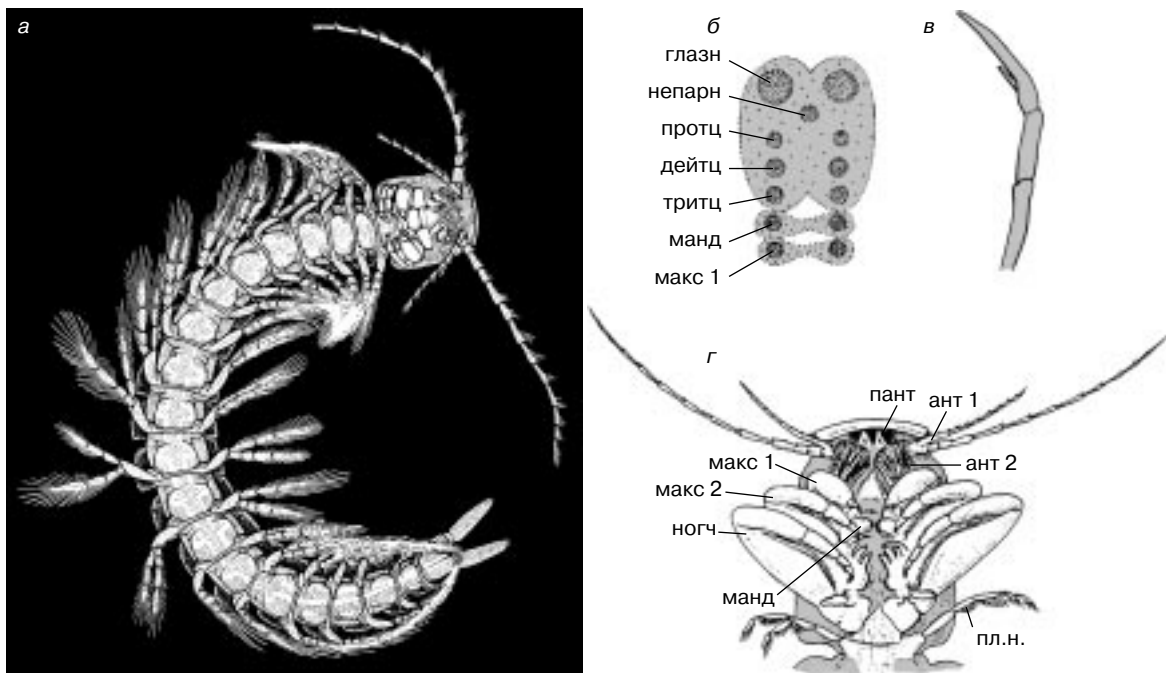 а
б
глазн
непарн
протц
дейтц
тритц
манд
макс 1
в
г
пант
ант 1
ант 2
макс 1
макс 2
ногч
манд
пл.н.